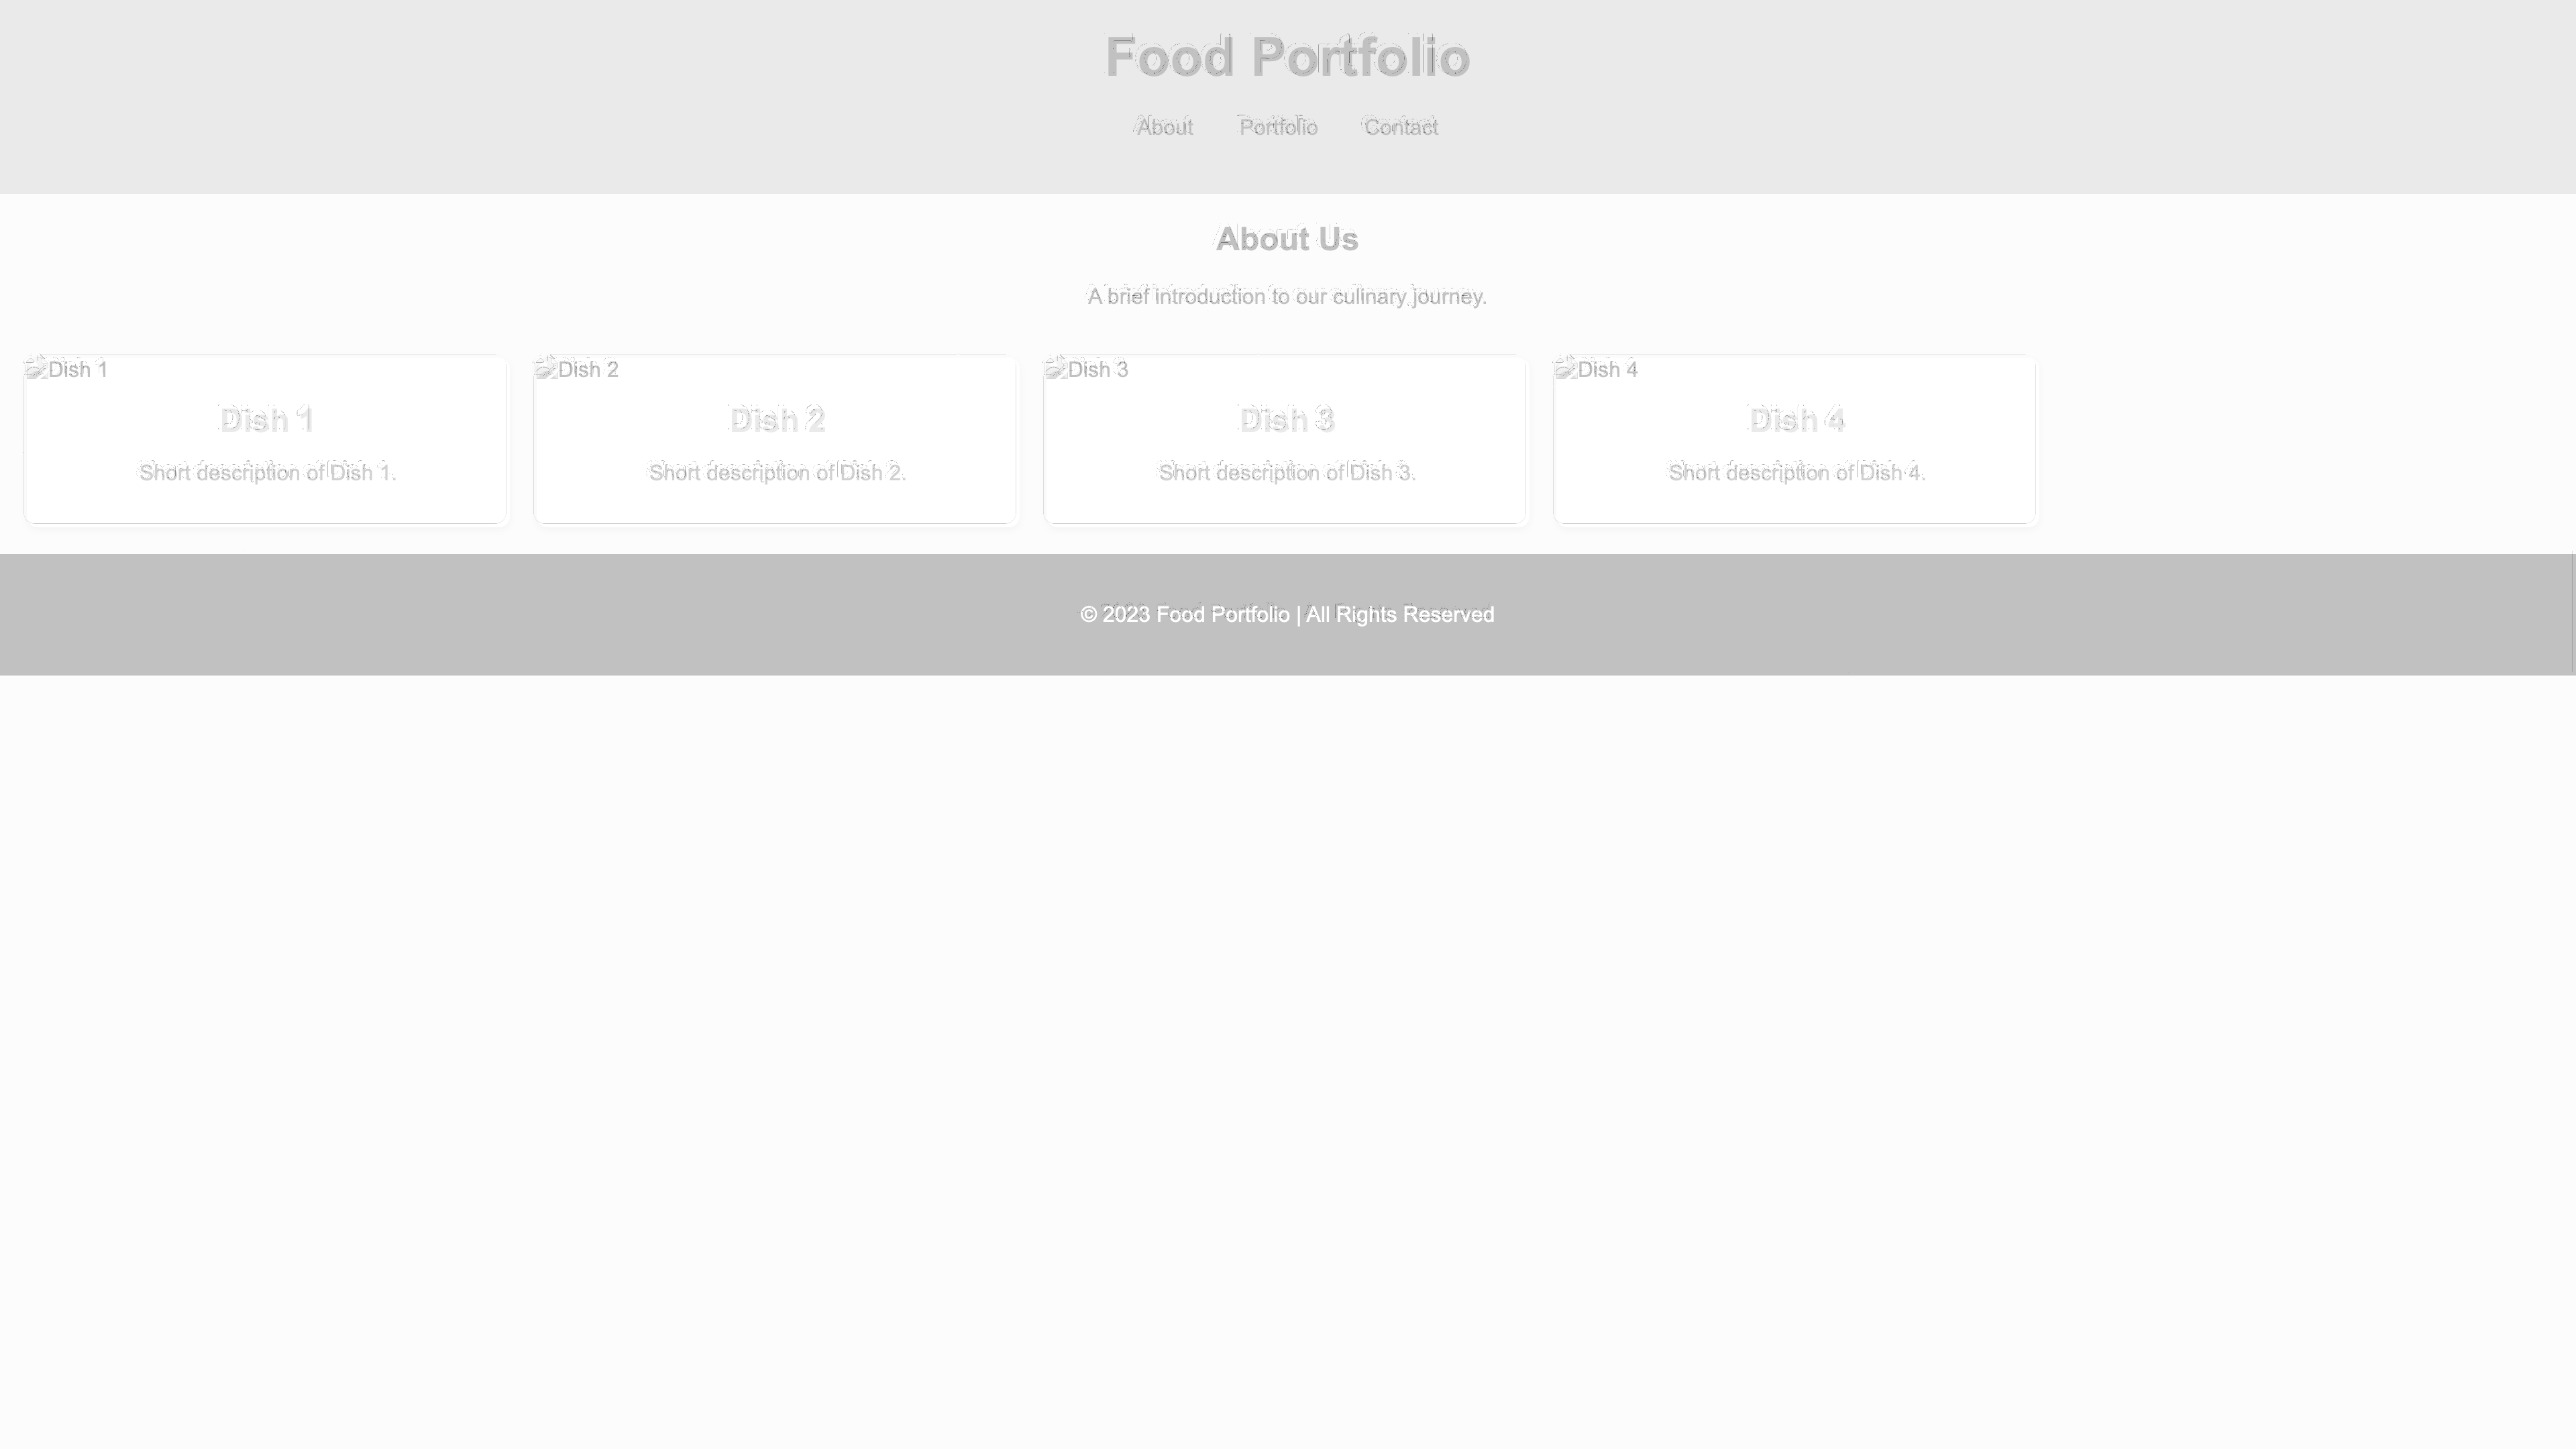 Food Portfolio
About Portfolio Contact
About Us
A brief introduction to our culinary journey.
Dish 1 Dish 2 Dish 3 Dish 4
Dish 1 Dish 2 Dish 3 Dish 4
Short description of Dish 1. Short description of Dish 2. Short description of Dish 3. Short description of Dish 4.
© 2023 Food Portfolio | All Rights Reserved